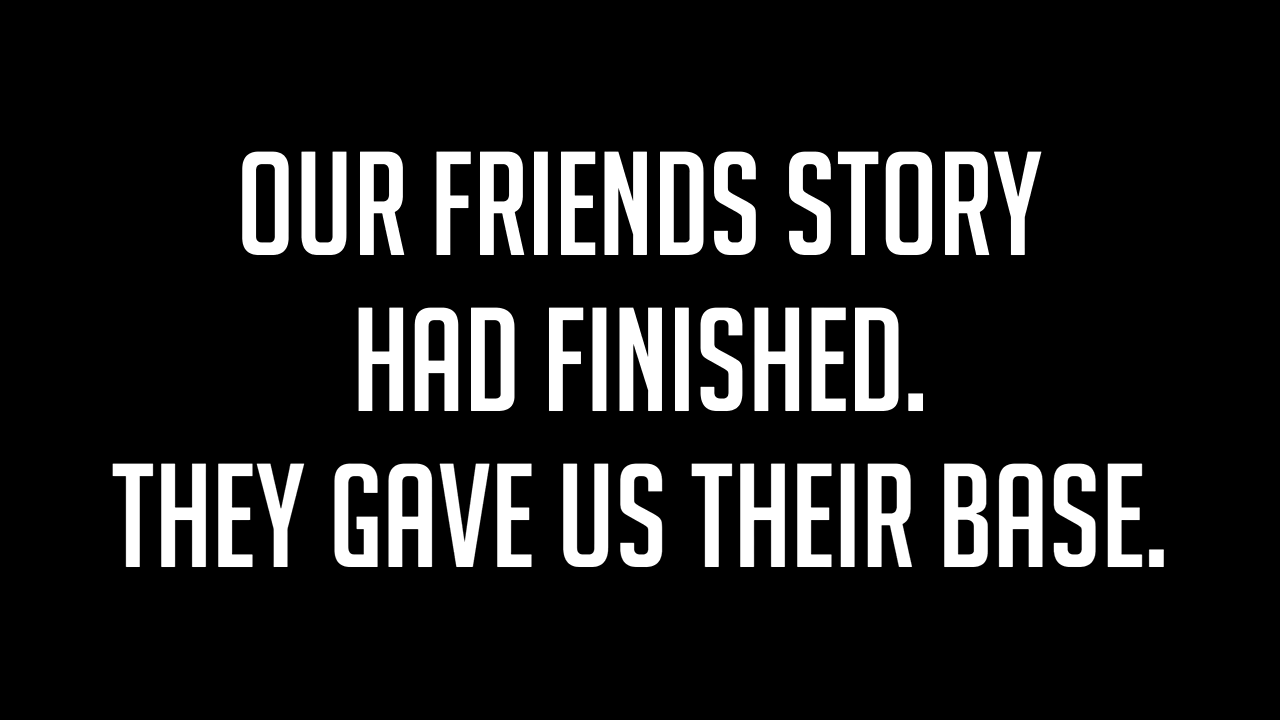 OUR FRIENDS STORY
HAD FINISHED.
THEY GAVE US THEIR BASE.